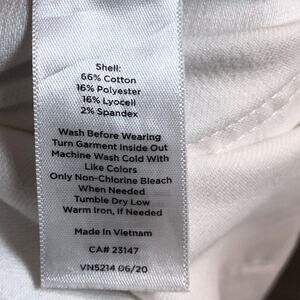 Shell:
66% Cotton
16% Polyester
16% Lyocell
2% Spandex
Wash Before Wearing
Turn Garment Inside Out
Machine Wash Cold With
Like Colors
Only Non-Chlorine Bleach
When Needed
Tumble Dry Low
Warm Iron, If Needed
Made In Vietnam
CA# 23147
VN5214 06/20